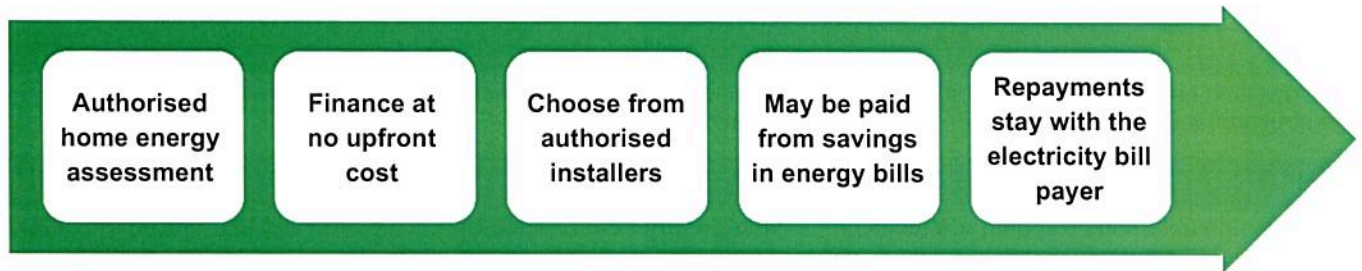 Authorised
home energy
assessment
Finance at
no upfront
cost
Choose from
authorised
installers
May be paid
from savings
in energy bills
Repayments
stay with the
electricity bill
payer